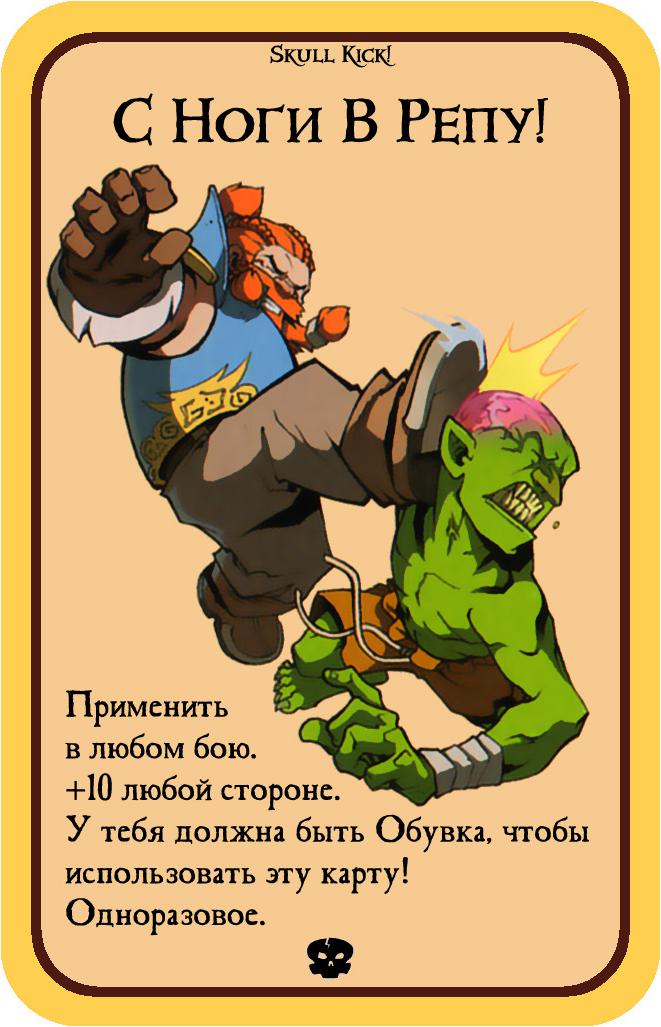 Skull Kick!
С Ноги В Репу!
Применить
в любом бою.
+10 любой стороне.
У тебя должна быть Обувка, чтобы
использовать эту карту!
Одноразовое.